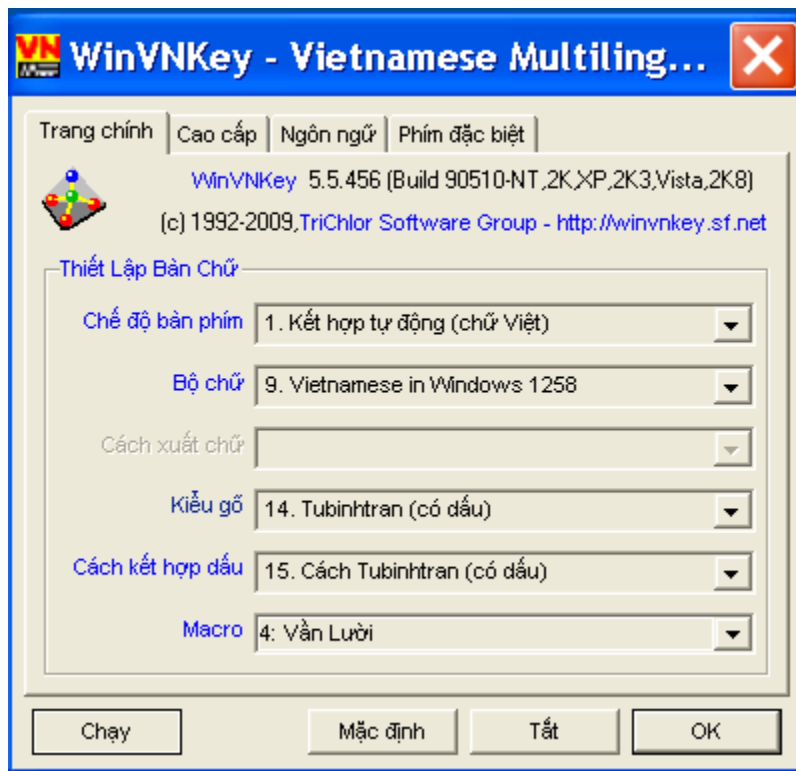 WinVNKey - Vietnamese Multiling...
Trang chính Cao cấp Ngôn ngữ Phím đặc biệt
WinVNKey 5.5.456 (Build 90510-NT,2K,XP,2K3,Vista,2K8)
(c) 1992-2009,TriChlor Software Group - http://winvnkey.sf.net
Thiết Lập Bàn Chữ
Chế độ bàn phím 1. Kết hợp tự động (chữ Việt)
Bộ chữ 9. Vietnamese in Windows 1258
Cách xuất chữ
Kiểu gõ 14. Tubinhtran (có dấu)
Cách kết hợp dấu 15. Cách Tubinhtran (có dấu)
Macro 4: Vần Lười
Chạy Mặc định Tắt OK